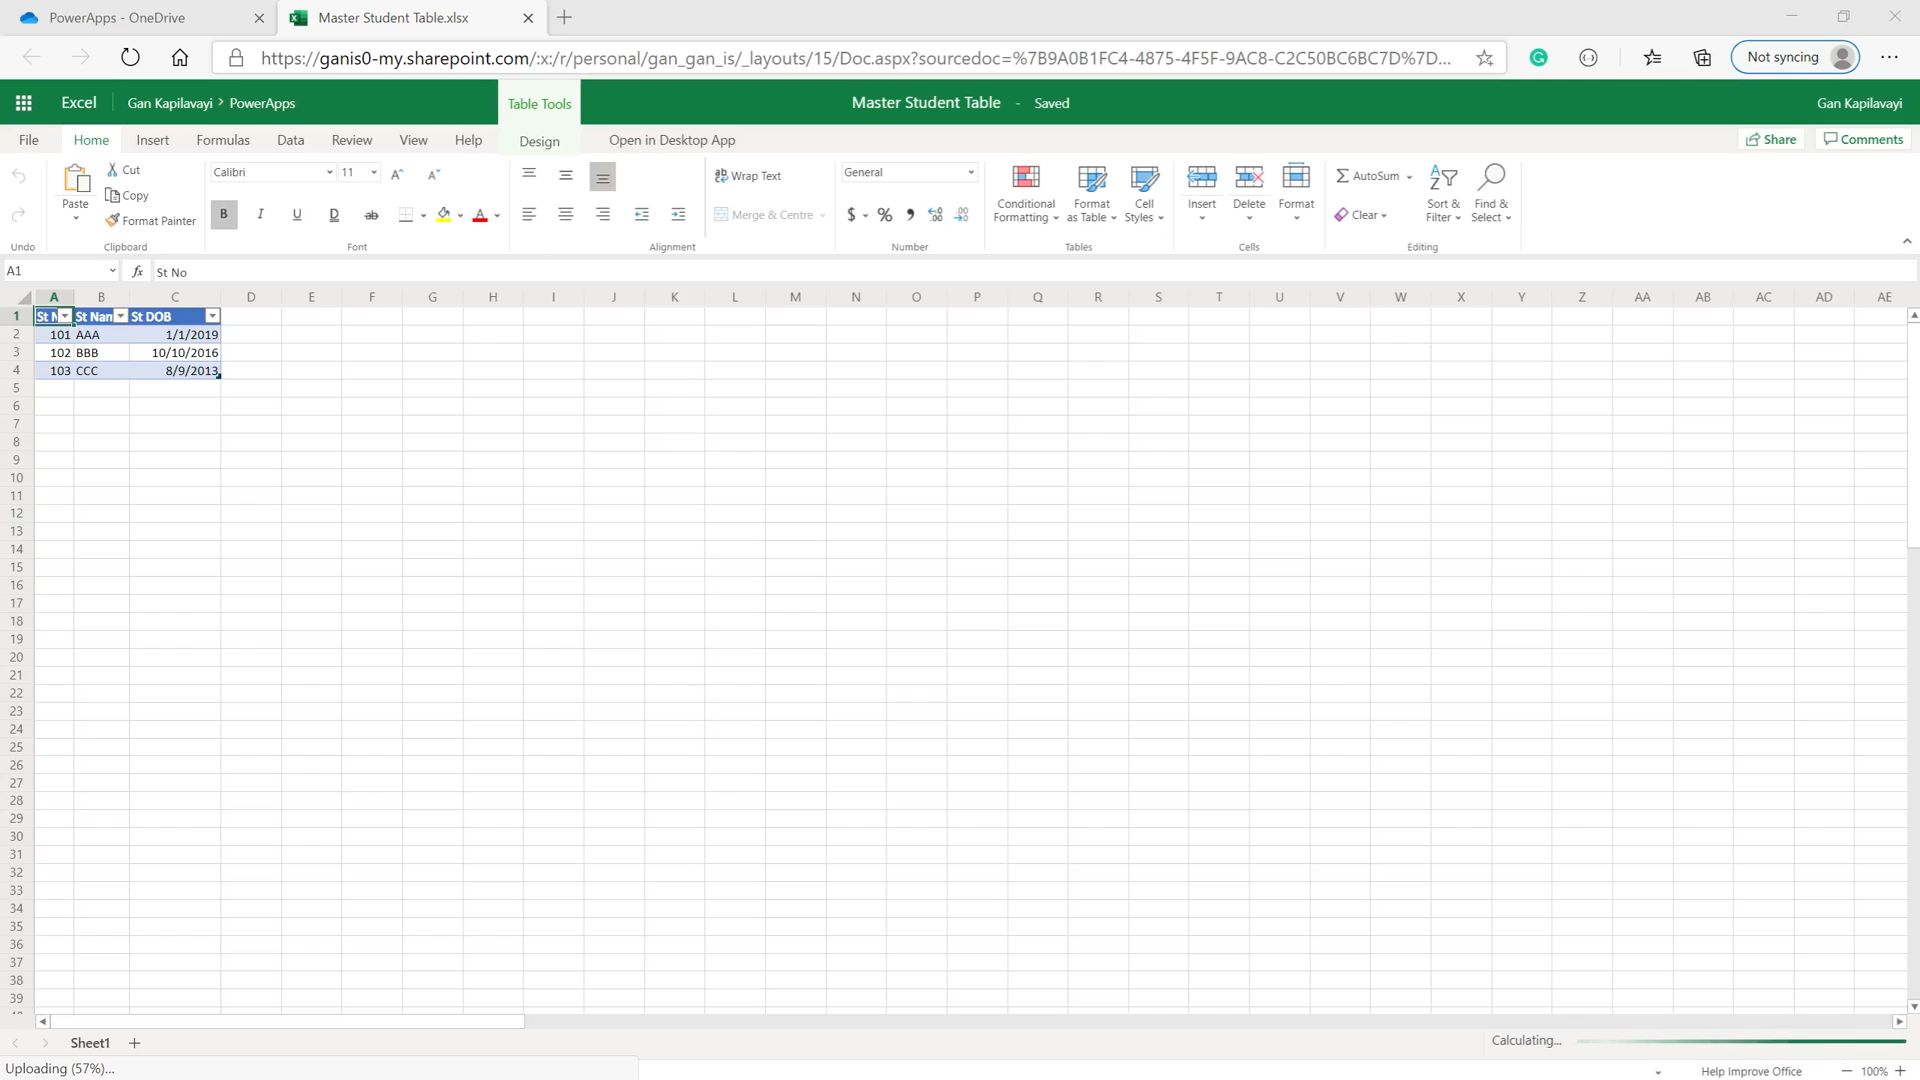 PowerApps - OneDrive
Master Student Table.xlsx
https://ganis0-my.sharepoint.com/:x:/r/personal/gan_gan_is/_layouts/15/Doc.aspx?sourcedoc=%7B9A0B1FC4-4875-4F5F-9AC8-C2C50BC6BC7D%7D...
Not syncing
Excel
Gan Kapilavayi > PowerApps
Table Tools
Master Student Table - Saved
Gan Kapilavayi
File Home Insert Formulas Data Review View Help Design Open in Desktop App
Share Comments
Paste
Cut
Copy
Format Painter
Calibri 11
B I U D ab
Wrap Text
Merge & Centre
General
$ % 9 .00 .00
Conditional Formatting
Format as Table
Cell Styles
Insert
Delete
Format
AutoSum
Clear
Sort & Filter
Find & Select
Undo Clipboard Font Alignment Number Tables Cells Editing
A1 fx St No
A B C D E F G H I J K L M N O P Q R S T U V W X Y Z AA AB AC AD AE
1 St N St Nam St DOB
2 101 AAA 1/1/2019
3 102 BBB 10/10/2016
4 103 CCC 8/9/2013
5
6
7
8
9
10
11
12
13
14
15
16
17
18
19
20
21
22
23
24
25
26
27
28
29
30
31
32
33
34
35
36
37
38
39
Sheet1
Calculating...
Uploading (57%)...
Help Improve Office
100%